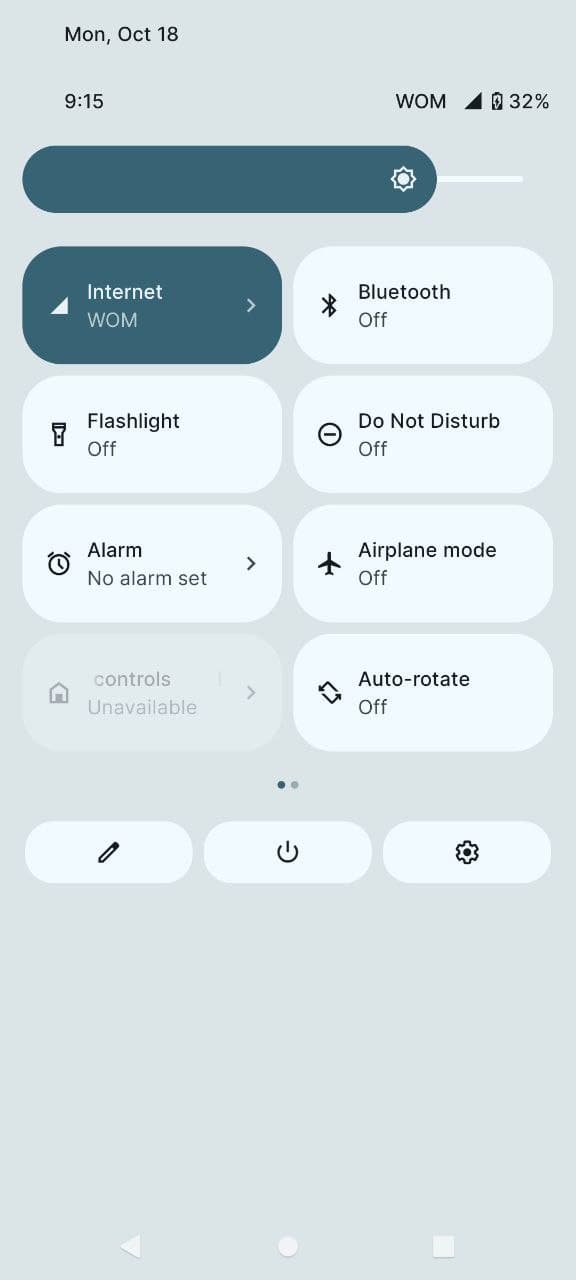 Mon, Oct 18
9:15 WOM 32%
Internet
WOM
Bluetooth
Off
Flashlight
Off
Do Not Disturb
Off
Alarm
No alarm set
Airplane mode
Off
controls
Unavailable
Auto-rotate
Off